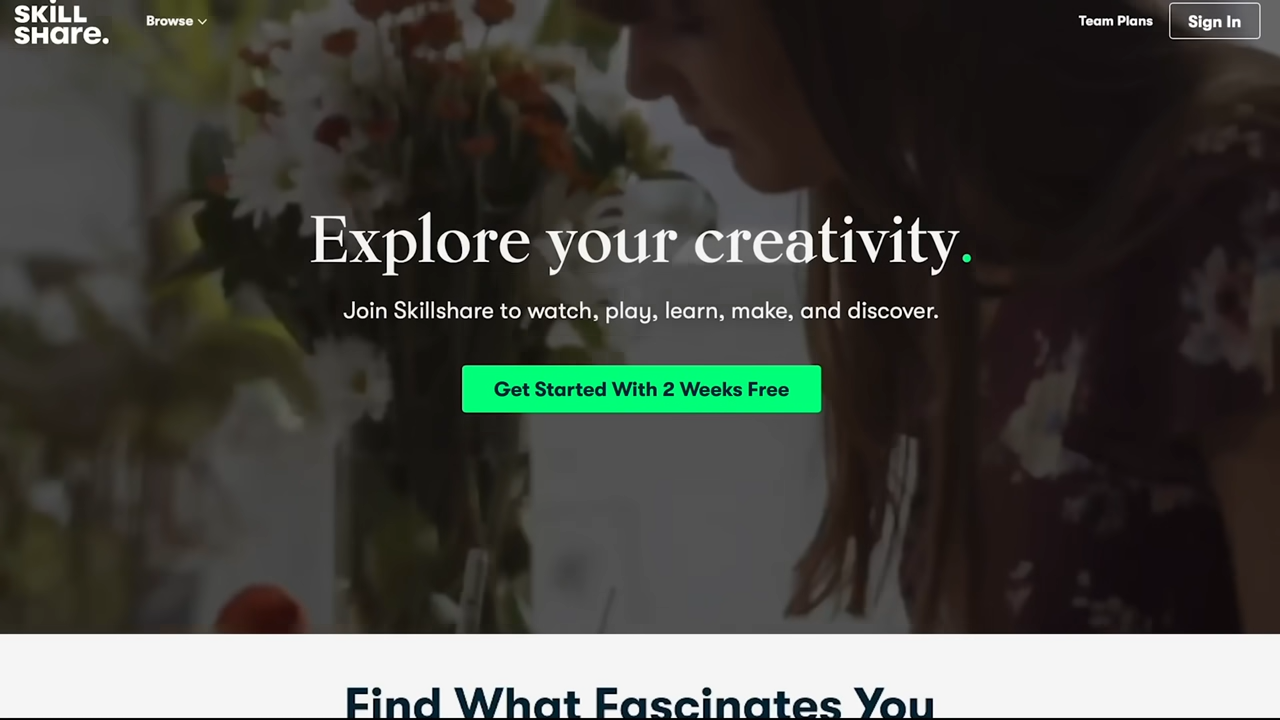 SKILL
SHare.
Browse
Team Plans
Sign In
Explore your creativity.
Join Skillshare to watch, play, learn, make, and discover.
Get Started With 2 Weeks Free
Find What Fascinates You